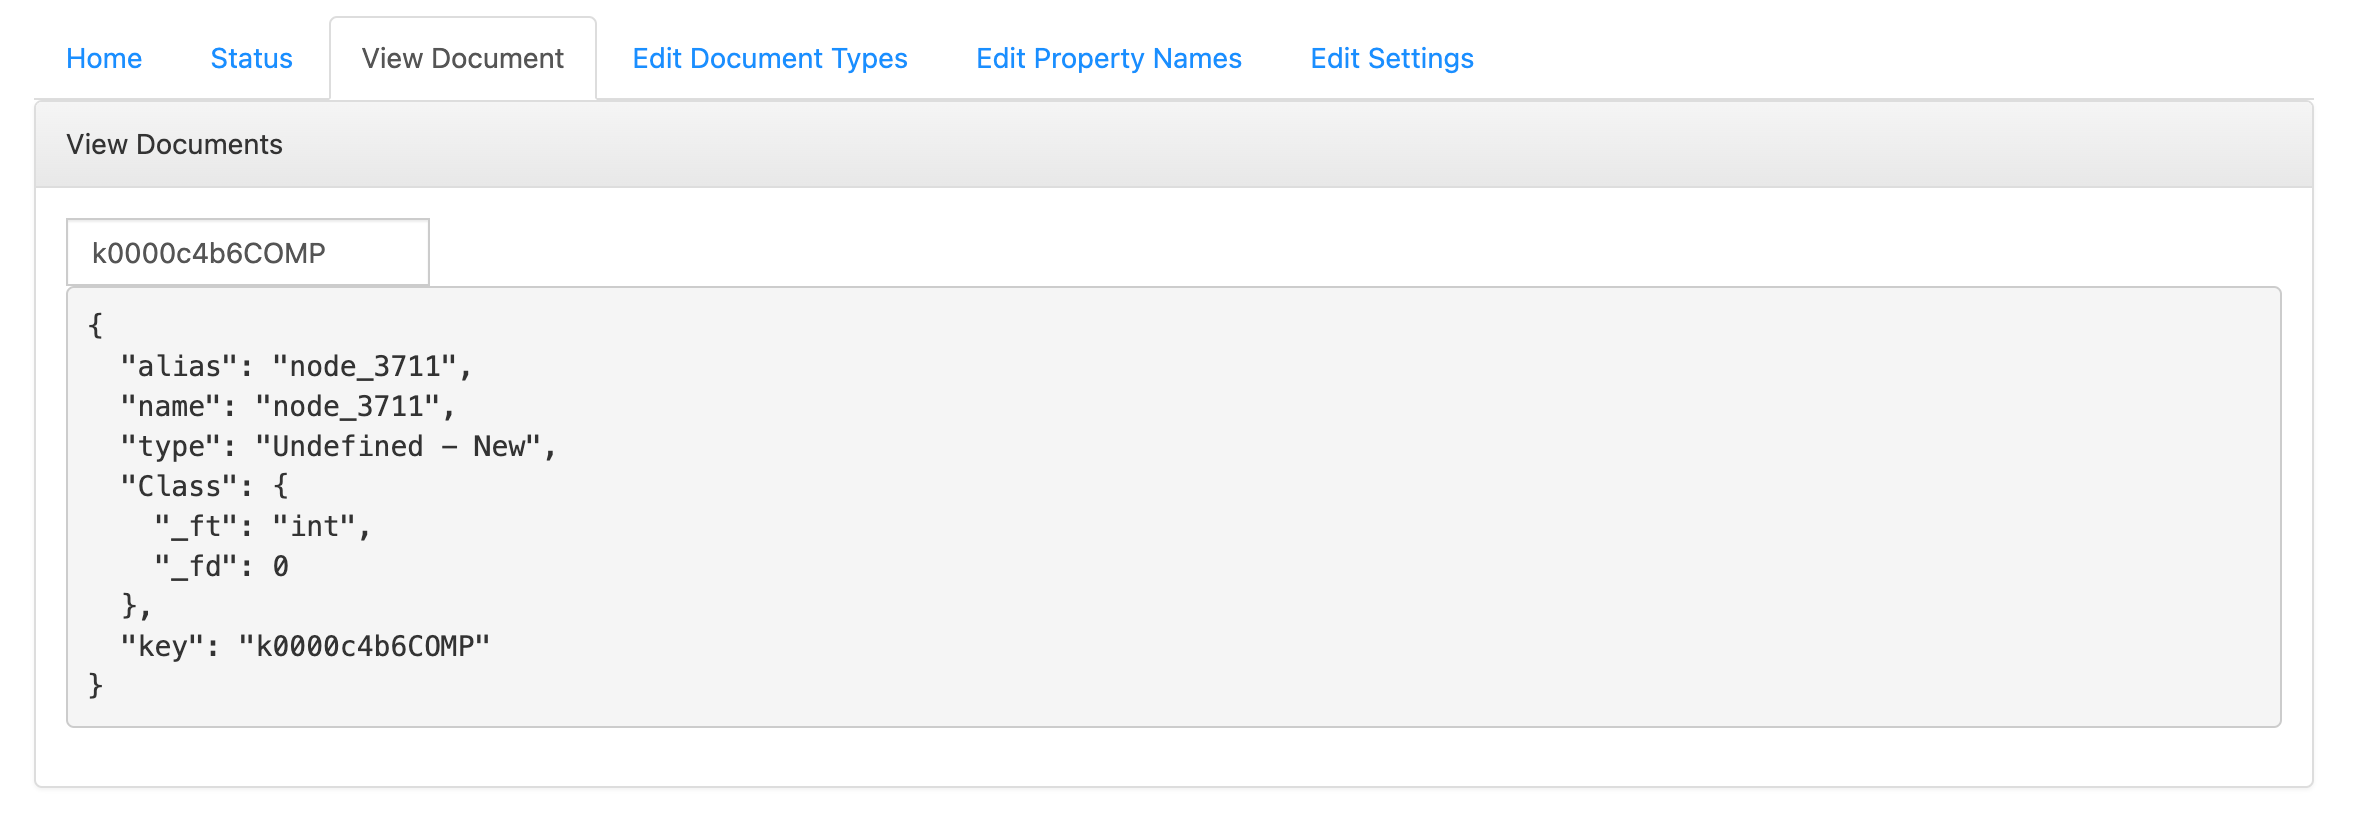 Home Status View Document Edit Document Types Edit Property Names Edit Settings
View Documents
k0000c4b6COMP
{
  "alias": "node_3711",
  "name": "node_3711",
  "type": "Undefined - New",
  "Class": {
    "_ft": "int",
    "_fd": 0
  },
  "key": "k0000c4b6COMP"
}